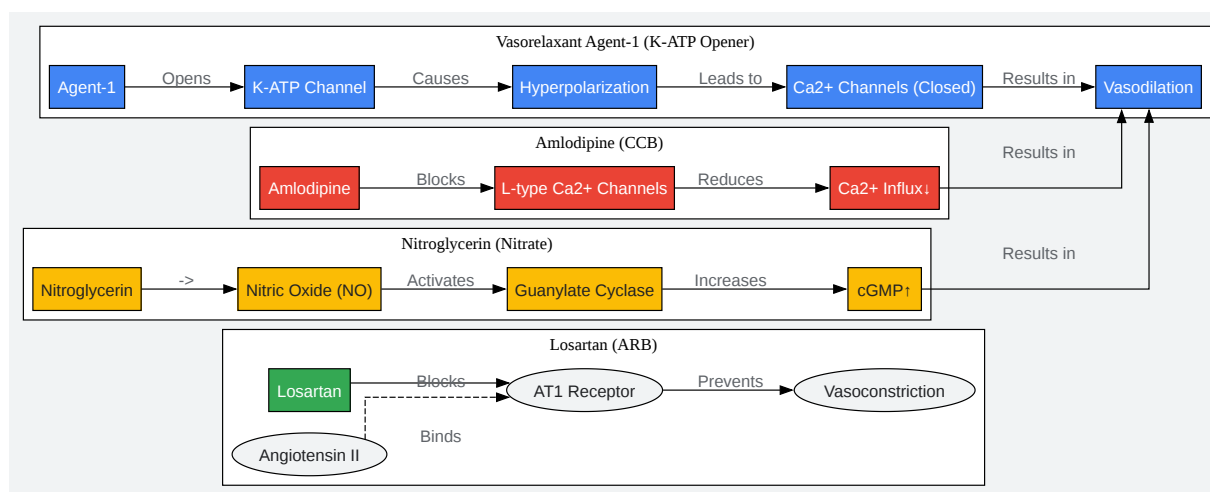 Vasorelaxant Agent-1 (K-ATP Opener)
Agent-1
Opens
K-ATP Channel
Causes
Hyperpolarization
Leads to
Ca2+ Channels (Closed)
Results in
Vasodilation
Amlodipine (CCB)
Amlodipine
Blocks
L-type Ca2+ Channels
Reduces
Ca2+ Influx↓
Results in
Nitroglycerin (Nitrate)
Nitroglycerin
->
Nitric Oxide (NO)
Activates
Guanylate Cyclase
Increases
cGMP↑
Results in
Losartan (ARB)
Losartan
Blocks
AT1 Receptor
Prevents
Vasoconstriction
Angiotensin II
Binds